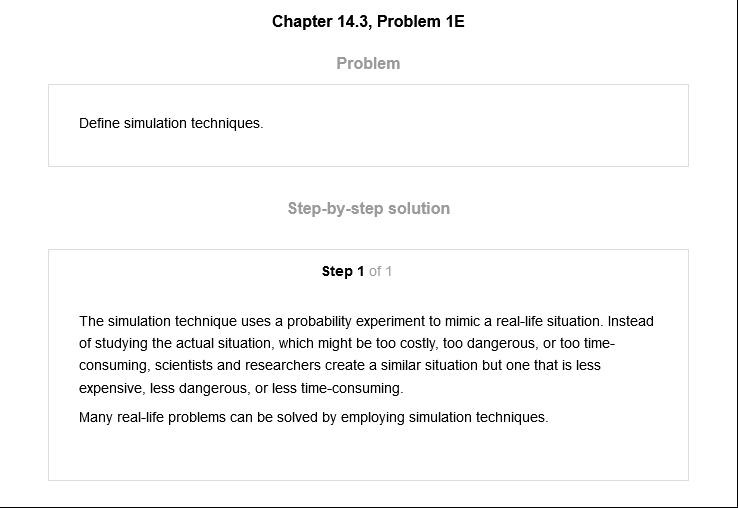 Chapter 14.3, Problem 1E
Problem
Define simulation techniques.
Step-by-step solution
Step 1 of 1
The simulation technique uses a probability experiment to mimic a real-life situation. Instead
of studying the actual situation, which might be too costly, too dangerous, or too time-
consuming, scientists and researchers create a similar situation but one that is less
expensive, less dangerous, or less time-consuming.
Many real-life problems can be solved by employing simulation techniques.